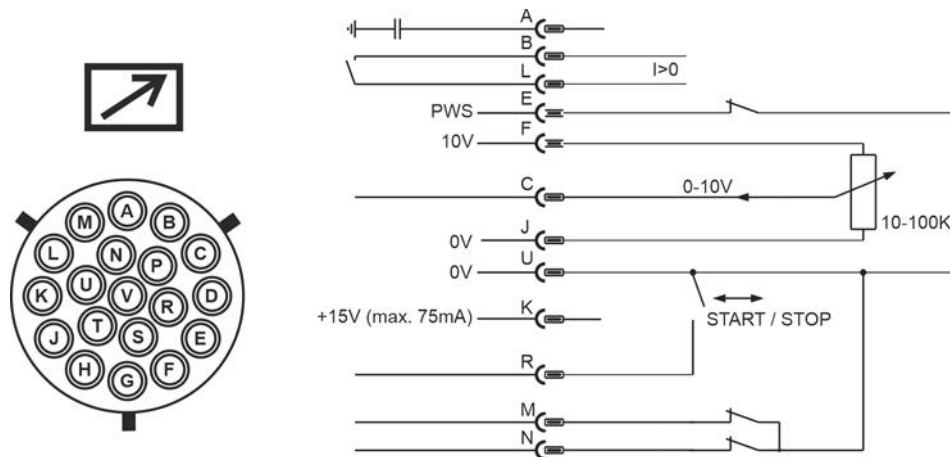 A
M
B
L
N
P
C
K
U
V
R
D
J
T
S
E
H
G
F
A
B
L
I>0
PWS
E
10V
F
C
0-10V
10-100K
0V
J
0V
U
+15V (max. 75mA)
K
START / STOP
R
M
N